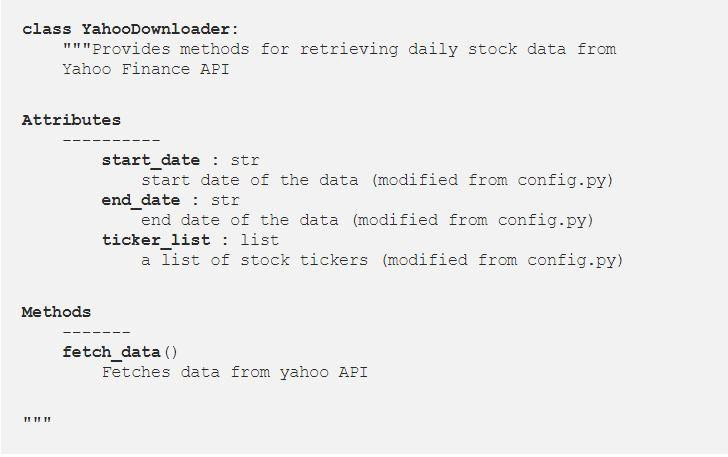 class YahooDownloader:
"""Provides methods for retrieving daily stock data from
Yahoo Finance API
Attributes
----------
start_date : str
start date of the data (modified from config.py)
end_date : str
end date of the data (modified from config.py)
ticker_list : list
a list of stock tickers (modified from config.py)
Methods
-------
fetch_data()
Fetches data from yahoo API
"""